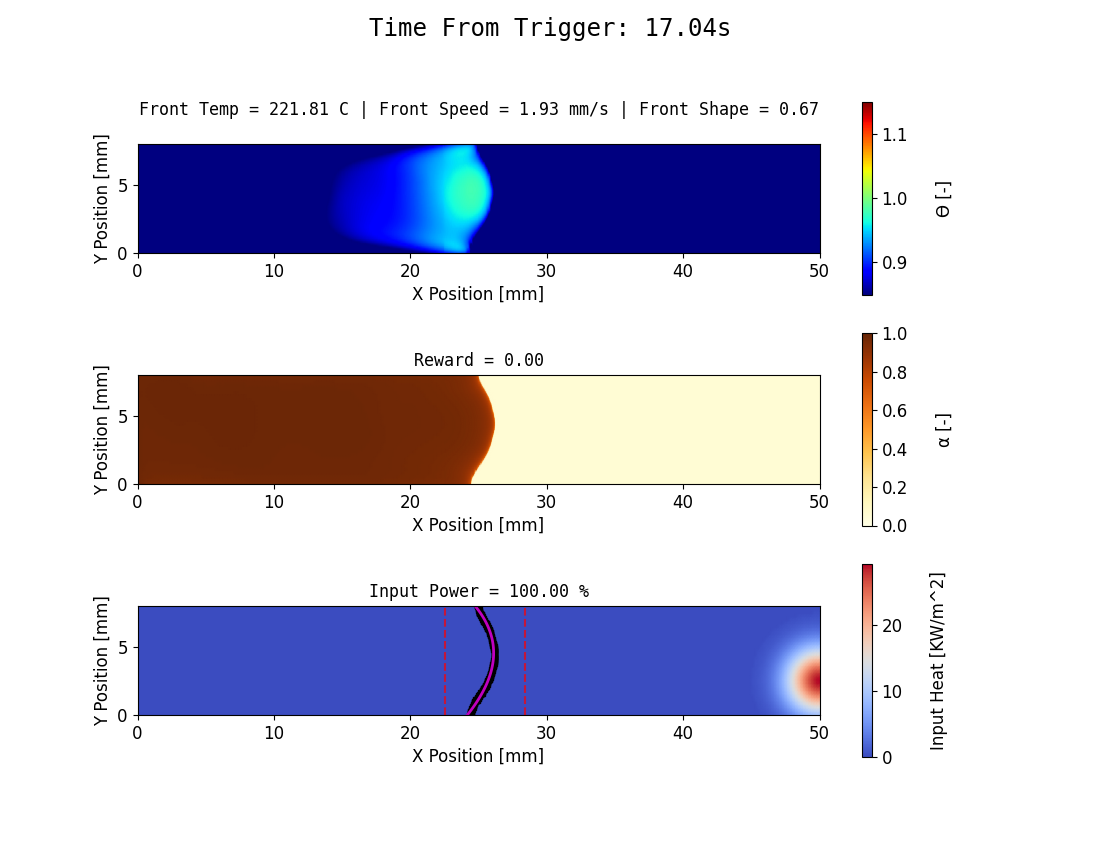 Time From Trigger: 17.04s
Front Temp = 221.81 C | Front Speed = 1.93 mm/s | Front Shape = 0.67
Y Position [mm]
5
0
0 10 20 30 40 50
X Position [mm]
1.1
1.0
0.9
Θ [-]
Reward = 0.00
Y Position [mm]
5
0
0 10 20 30 40 50
X Position [mm]
1.0
0.8
0.6
0.4
0.2
0.0
α [-]
Input Power = 100.00 %
Y Position [mm]
5
0
0 10 20 30 40 50
X Position [mm]
20
10
0
Input Heat [KW/m^2]